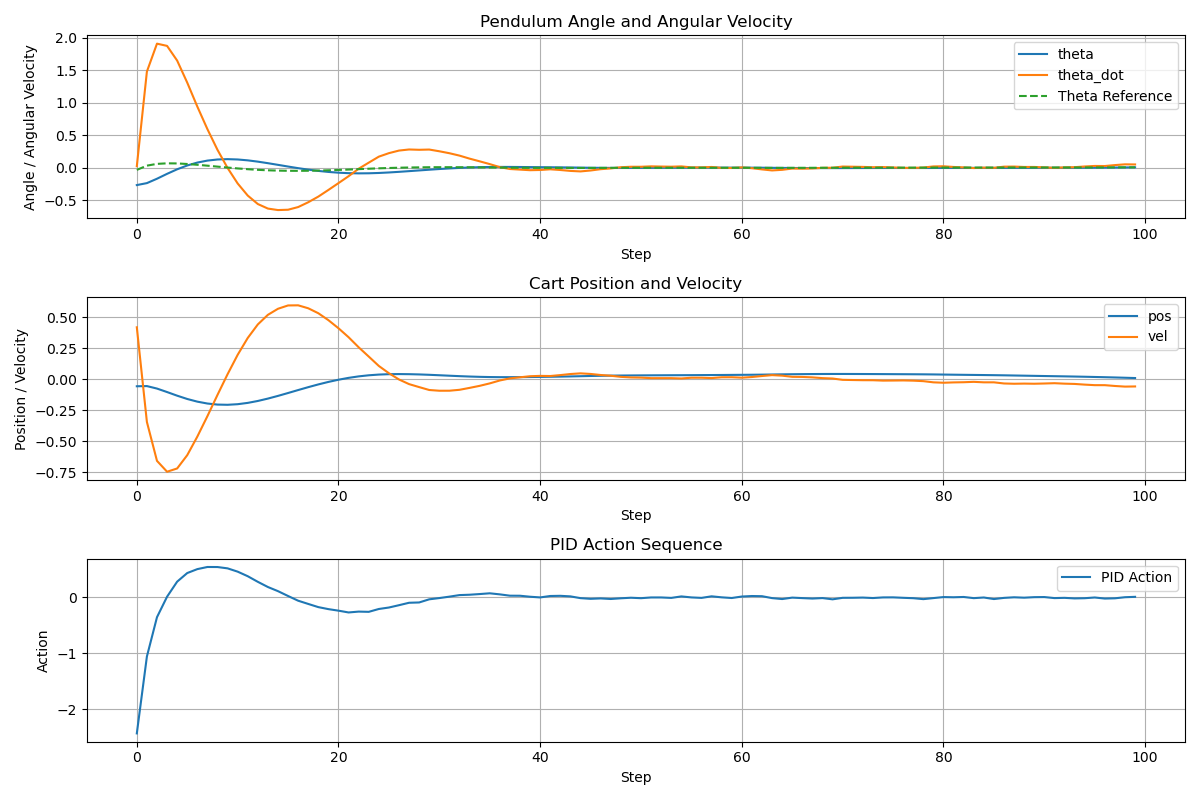 Pendulum Angle and Angular Velocity
Angle / Angular Velocity
2.0
1.5
1.0
0.5
0.0
−0.5
theta
theta_dot
Theta Reference
0 20 40 60 80 100
Step
Cart Position and Velocity
Position / Velocity
0.50
0.25
0.00
−0.25
−0.50
−0.75
pos
vel
0 20 40 60 80 100
Step
PID Action Sequence
Action
0
−1
−2
PID Action
0 20 40 60 80 100
Step